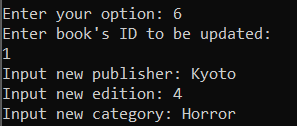 Enter your option: 6
Enter book's ID to be updated:
1
Input new publisher: Kyoto
Input new edition: 4
Input new category: Horror